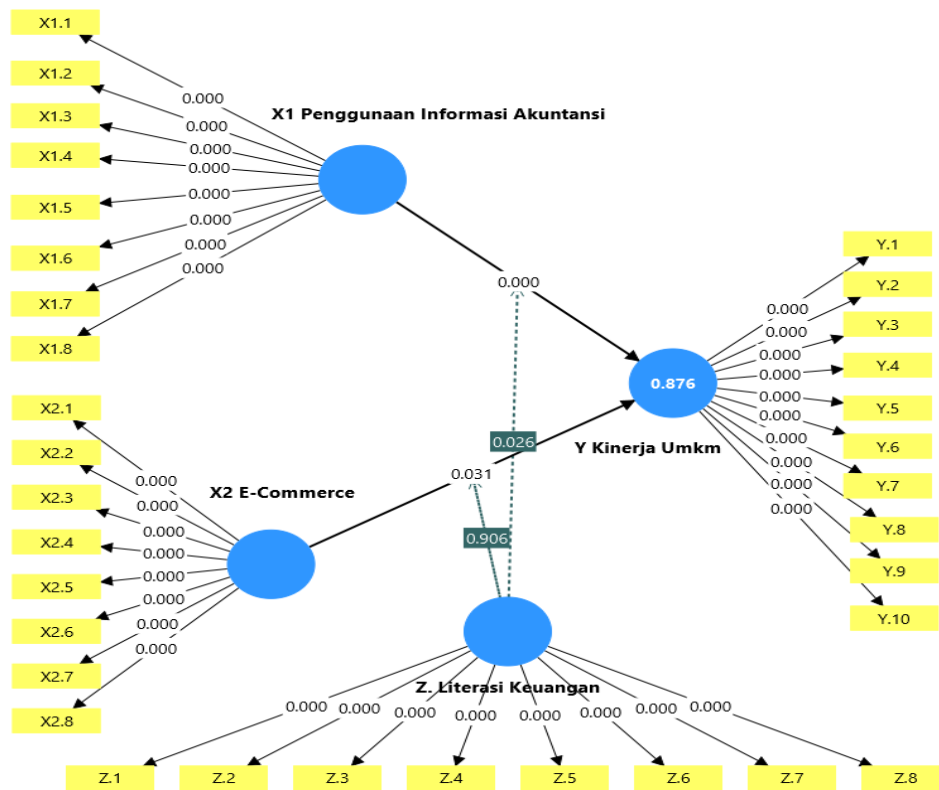 X1.1
X1.2
X1.3
X1.4
X1.5
X1.6
X1.7
X1.8
0.000
0.000
0.000
0.000
0.000
0.000
0.000
0.000
X1 Penggunaan Informasi Akuntansi
0.000
X2.1
X2.2
X2.3
X2.4
X2.5
X2.6
X2.7
X2.8
0.000
0.000
0.000
0.000
0.000
0.000
0.000
0.000
X2 E-Commerce
0.031
0.026
0.906
0.876
Y Kinerja Umkm
0.000
0.000
0.000
0.000
0.000
0.000
0.000
0.000
0.000
0.000
Y.1
Y.2
Y.3
Y.4
Y.5
Y.6
Y.7
Y.8
Y.9
Y.10
Z. Literasi Keuangan
0.000
0.000
0.000
0.000
0.000
0.000
0.000
0.000
Z.1
Z.2
Z.3
Z.4
Z.5
Z.6
Z.7
Z.8